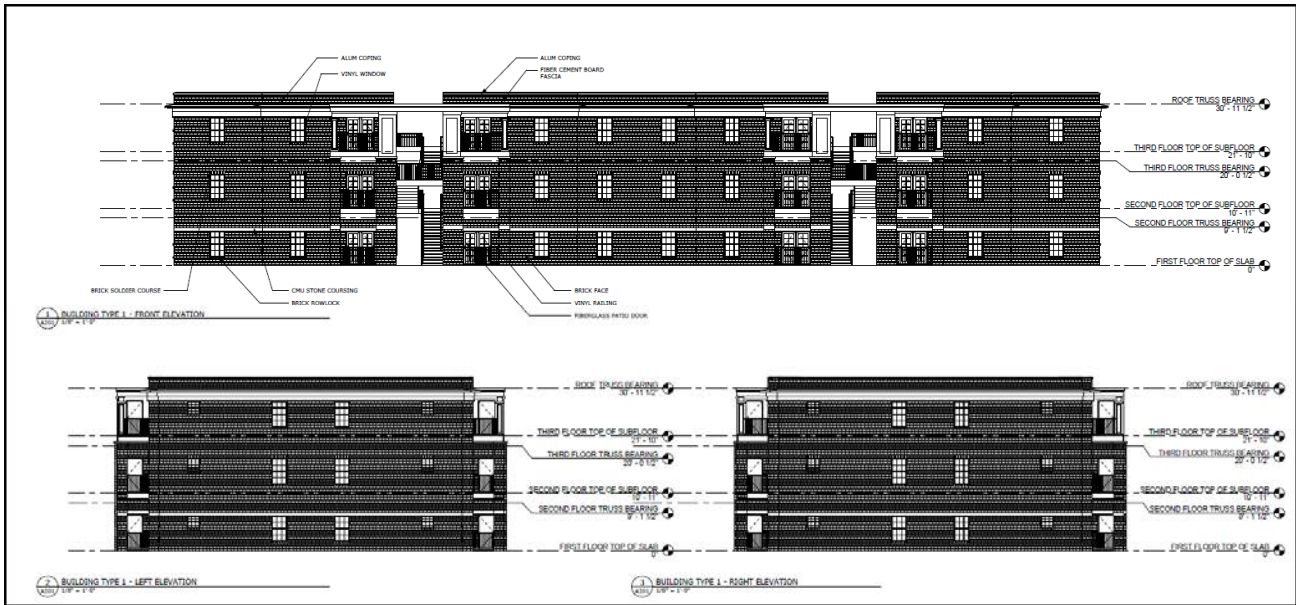 ALUM COPING
VINYL WINDOW
ALUM COPING
FIBER CEMENT BOARD
FASCIA
ROOF TRUSS BEARING
30' - 11 1/2"
THIRD FLOOR TOP OF SUBFLOOR
21' - 10"
THIRD FLOOR TRUSS BEARING
20' - 0 1/2"
SECOND FLOOR TOP OF SUBFLOOR
10' - 11"
SECOND FLOOR TRUSS BEARING
9' - 1 1/2"
FIRST FLOOR TOP OF SLAB
0"
BRICK SOLDIER COURSE
CMU STONE COURSING
BRICK ROWLOCK
BRICK FACE
VINYL RAILING
FIBERGLASS PATIO DOOR
1
A201
BUILDING TYPE 1 - FRONT ELEVATION
1/8" = 1'-0"
ROOF TRUSS BEARING
30' - 11 1/2"
THIRD FLOOR TOP OF SUBFLOOR
21' - 10"
THIRD FLOOR TRUSS BEARING
20' - 0 1/2"
SECOND FLOOR TOP OF SUBFLOOR
10' - 11"
SECOND FLOOR TRUSS BEARING
9' - 1 1/2"
FIRST FLOOR TOP OF SLAB
0"
2
A201
BUILDING TYPE 1 - LEFT ELEVATION
1/8" = 1'-0"
ROOF TRUSS BEARING
30' - 11 1/2"
THIRD FLOOR TOP OF SUBFLOOR
21' - 10"
THIRD FLOOR TRUSS BEARING
20' - 0 1/2"
SECOND FLOOR TOP OF SUBFLOOR
10' - 11"
SECOND FLOOR TRUSS BEARING
9' - 1 1/2"
FIRST FLOOR TOP OF SLAB
0"
3
A201
BUILDING TYPE 1 - RIGHT ELEVATION
1/8" = 1'-0"